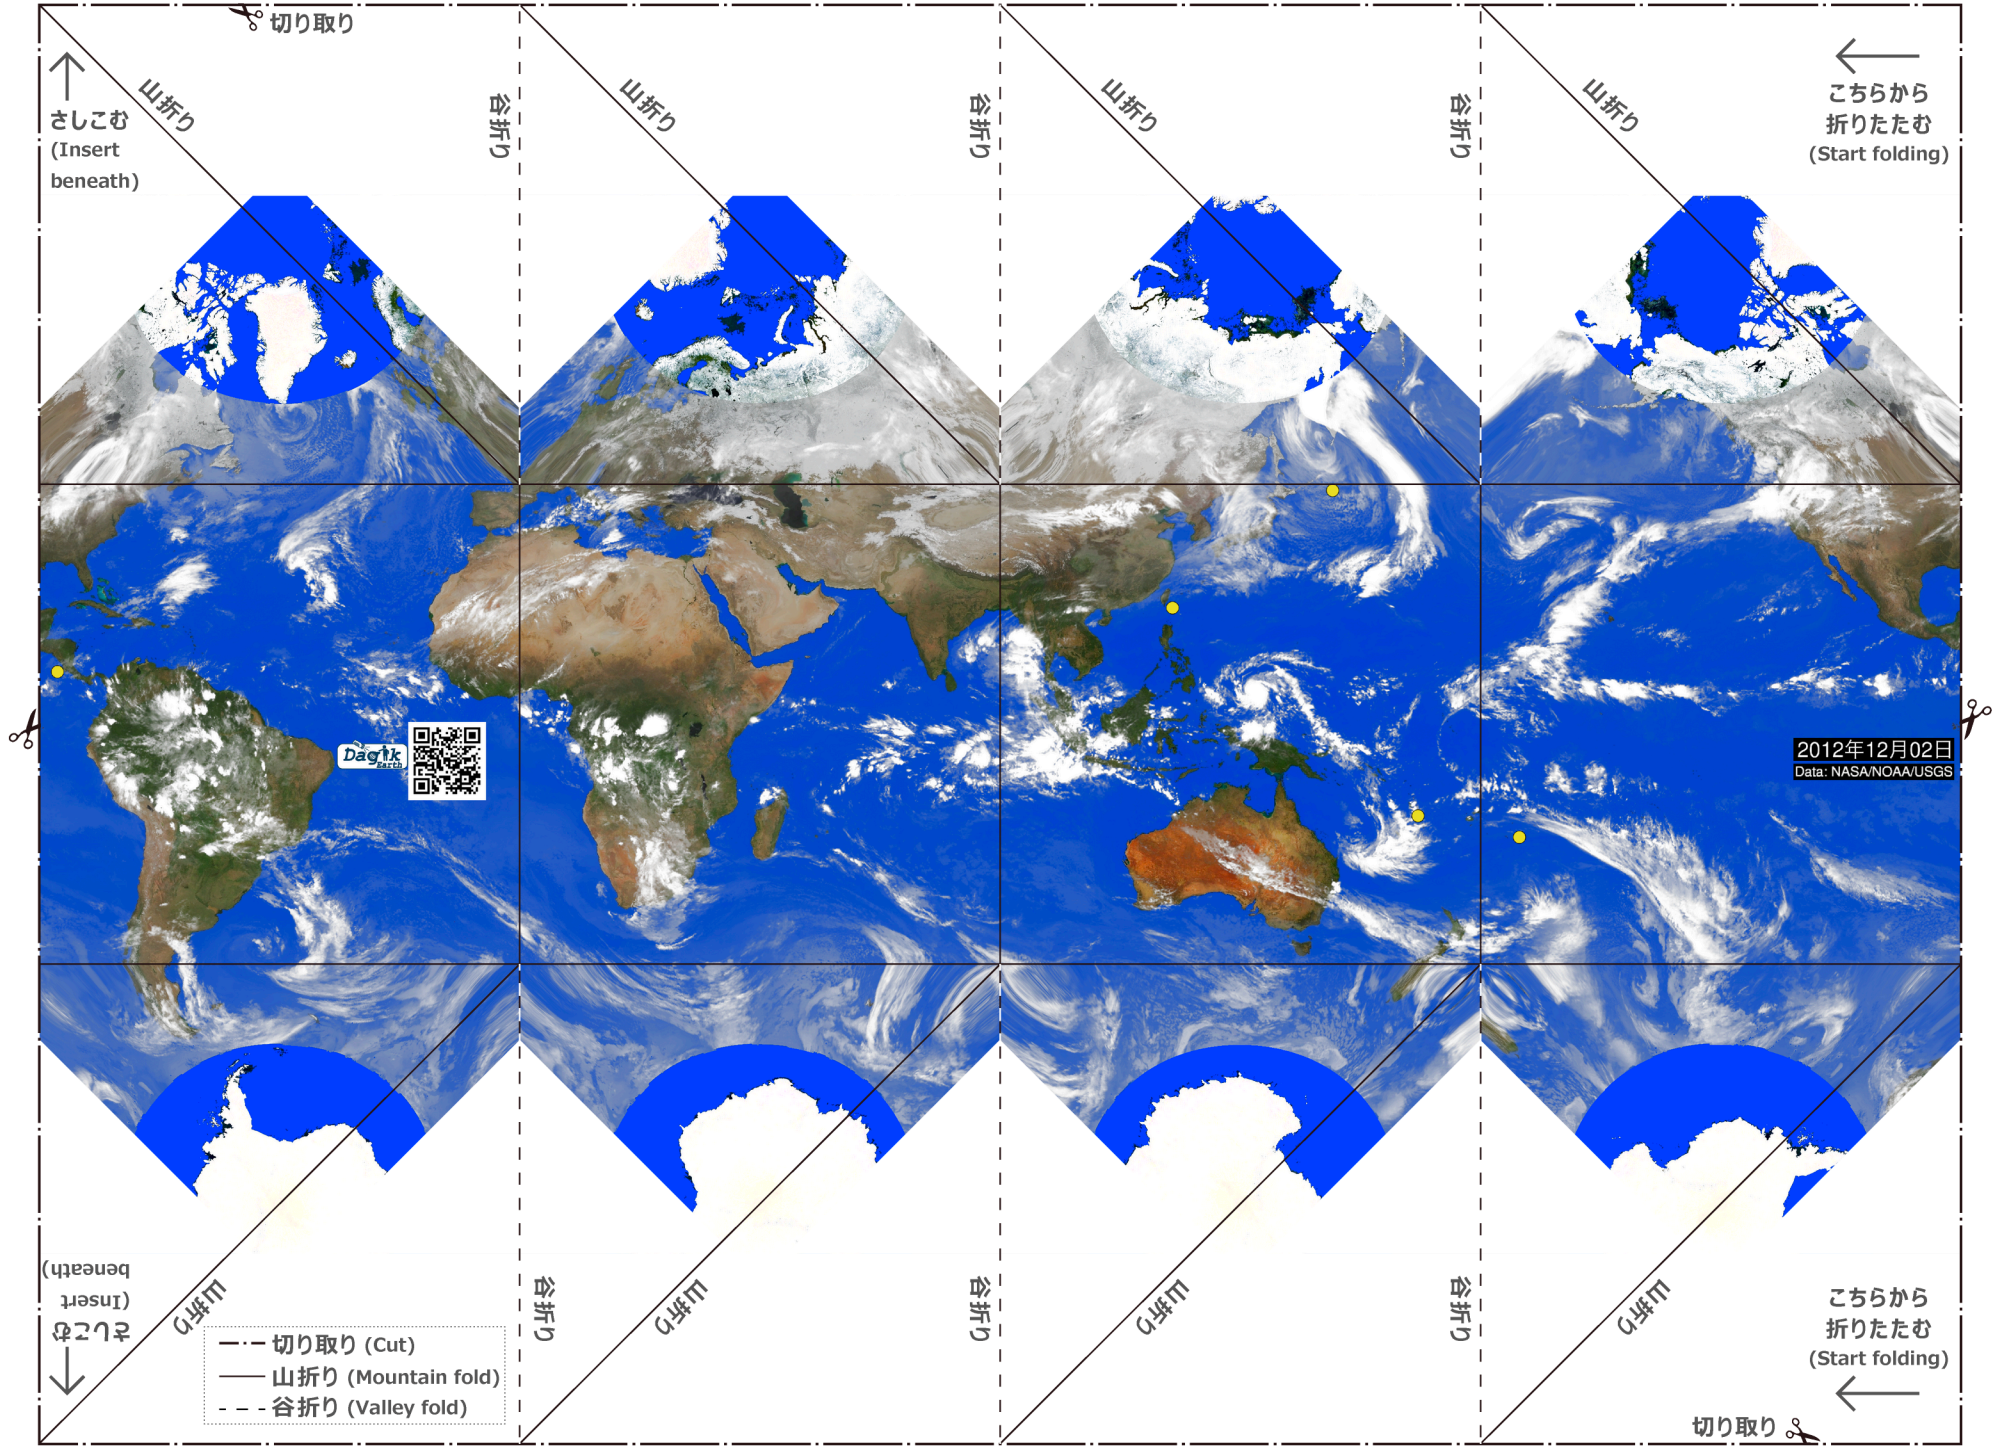 切り取り
さしこむ
(Insert
beneath)
山折り
谷折り
山折り
谷折り
山折り
谷折り
山折り
こちらから
折りたたむ
(Start folding)
Dagik
Earth
2012年12月02日
Data: NASA/NOAA/USGS
さしこむ
(Insert
beneath)
山折り
谷折り
山折り
谷折り
山折り
谷折り
山折り
こちらから
折りたたむ
(Start folding)
切り取り (Cut)
山折り (Mountain fold)
谷折り (Valley fold)
切り取り